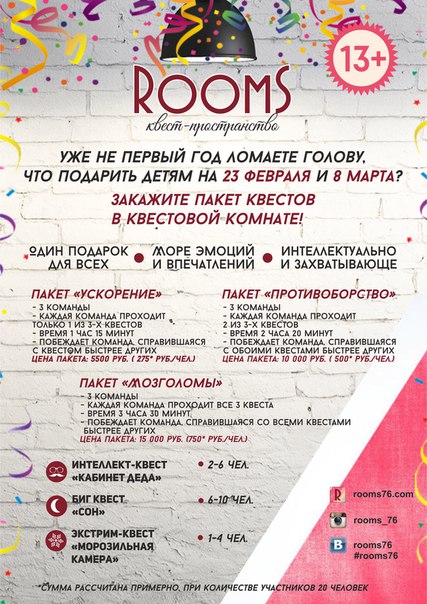 13+
ROOMS
квест-пространство
УЖЕ НЕ ПЕРВЫЙ ГОД ЛОМАЕТЕ ГОЛОВУ,
ЧТО ПОДАРИТЬ ДЕТЯМ НА 23 ФЕВРАЛЯ И 8 МАРТА?
ЗАКАЖИТЕ ПАКЕТ КВЕСТОВ
В КВЕСТОВОЙ КОМНАТЕ!
ОДИН ПОДАРОК
ДЛЯ ВСЕХ
МОРЕ ЭМОЦИЙ
И ВПЕЧАТЛЕНИЙ
ИНТЕЛЛЕКТУАЛЬНО
И ЗАХВАТЫВАЮЩЕ
ПАКЕТ «УСКОРЕНИЕ»
- 3 КОМАНДЫ
- КАЖДАЯ КОМАНДА ПРОХОДИТ
ТОЛЬКО 1 ИЗ 3-Х КВЕСТОВ
- ВРЕМЯ 1 ЧАС 15 МИНУТ
- ПОБЕЖДАЕТ КОМАНДА, СПРАВИВШАЯСЯ
С КВЕСТОМ БЫСТРЕЕ ДРУГИХ
ЦЕНА ПАКЕТА: 5500 РУБ. ( 275* РУБ/ЧЕЛ.)
ПАКЕТ «ПРОТИВОБОРСТВО»
- 3 КОМАНДЫ
- КАЖДАЯ КОМАНДА ПРОХОДИТ
2 ИЗ 3-Х КВЕСТОВ
- ВРЕМЯ 2 ЧАСА 20 МИНУТ
- ПОБЕЖДАЕТ КОМАНДА, СПРАВИВШАЯСЯ
С ОБОИМИ КВЕСТАМИ БЫСТРЕЕ ДРУГИХ
ЦЕНА ПАКЕТА: 10 000 РУБ. ( 500* РУБ/ЧЕЛ.)
ПАКЕТ «МОЗГОЛОМЫ»
- 3 КОМАНДЫ
- КАЖДАЯ КОМАНДА ПРОХОДИТ ВСЕ 3 КВЕСТА
- ВРЕМЯ 3 ЧАСА 30 МИНУТ
- ПОБЕЖДАЕТ КОМАНДА, СПРАВИВШАЯСЯ СО ВСЕМИ КВЕСТАМИ
БЫСТРЕЕ ДРУГИХ
ЦЕНА ПАКЕТА: 15 000 РУБ. (750* РУБ/ЧЕЛ.)
ИНТЕЛЛЕКТ-КВЕСТ
«КАБИНЕТ ДЕДА»
2-6 ЧЕЛ.
БИГ КВЕСТ
«СОН»
6-10 ЧЕЛ.
ЭКСТРИМ-КВЕСТ
«МОРОЗИЛЬНАЯ
КАМЕРА»
1-4 ЧЕЛ.
R rooms76.com
rooms_76
B rooms76
#rooms76
*СУММА РАССЧИТАНА ПРИМЕРНО, ПРИ КОЛИЧЕСТВЕ УЧАСТНИКОВ 20 ЧЕЛОВЕК